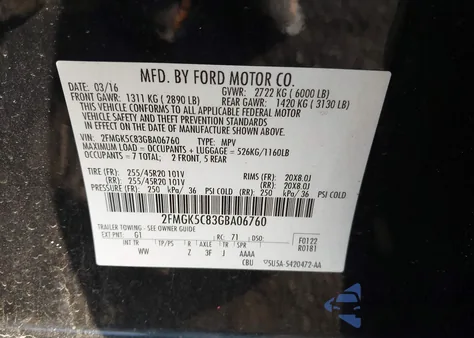 MFD. BY FORD MOTOR CO.
DATE: 03/16 GVWR: 2722 KG ( 6000 LB)
FRONT GAWR: 1311 KG ( 2890 LB) REAR GAWR: 1420 KG ( 3130 LB)
THIS VEHICLE CONFORMS TO ALL APPLICABLE FEDERAL MOTOR
VEHICLE SAFETY AND THEFT PREVENTION STANDARDS IN
EFFECT ON THE DATE OF MANUFACTURE SHOWN ABOVE.
VIN: 2FMGK5C83GBA06760 TYPE: MPV
MAXIMUM LOAD = OCCUPANTS + LUGGAGE = 526KG/1160LB
OCCUPANTS = 7 TOTAL; 2 FRONT, 5 REAR
TIRE (FR): 255/45R20 101V RIMS (FR): 20X8.0J
TIRE (RR): 255/45R20 101V (RR): 20X8.0J
PRESSURE (FR): 250 kPa/ 36 PSI COLD (RR): 250 kPa/ 36 PSI COLD
2FMGK5C83GBA06760
TRAILER TOWING - SEE OWNER GUIDE
EXT PNT: G1 RC: 71 DSO: F0122
R0181
INT TR TP/PS R AXLE TR SPR
WW Z 3F J AAAA
CBU 5U5A-5420472-AA